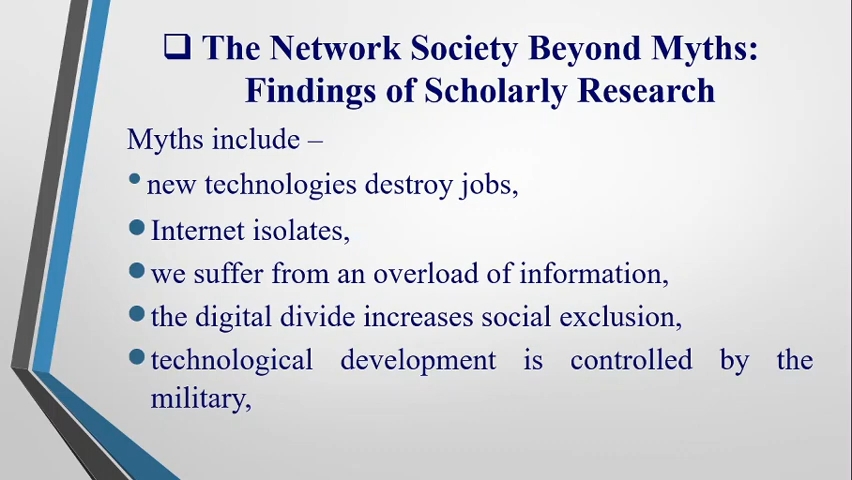 ❑ The Network Society Beyond Myths:
Findings of Scholarly Research
Myths include –
• new technologies destroy jobs,
• Internet isolates,
• we suffer from an overload of information,
• the digital divide increases social exclusion,
• technological development is controlled by the
military,